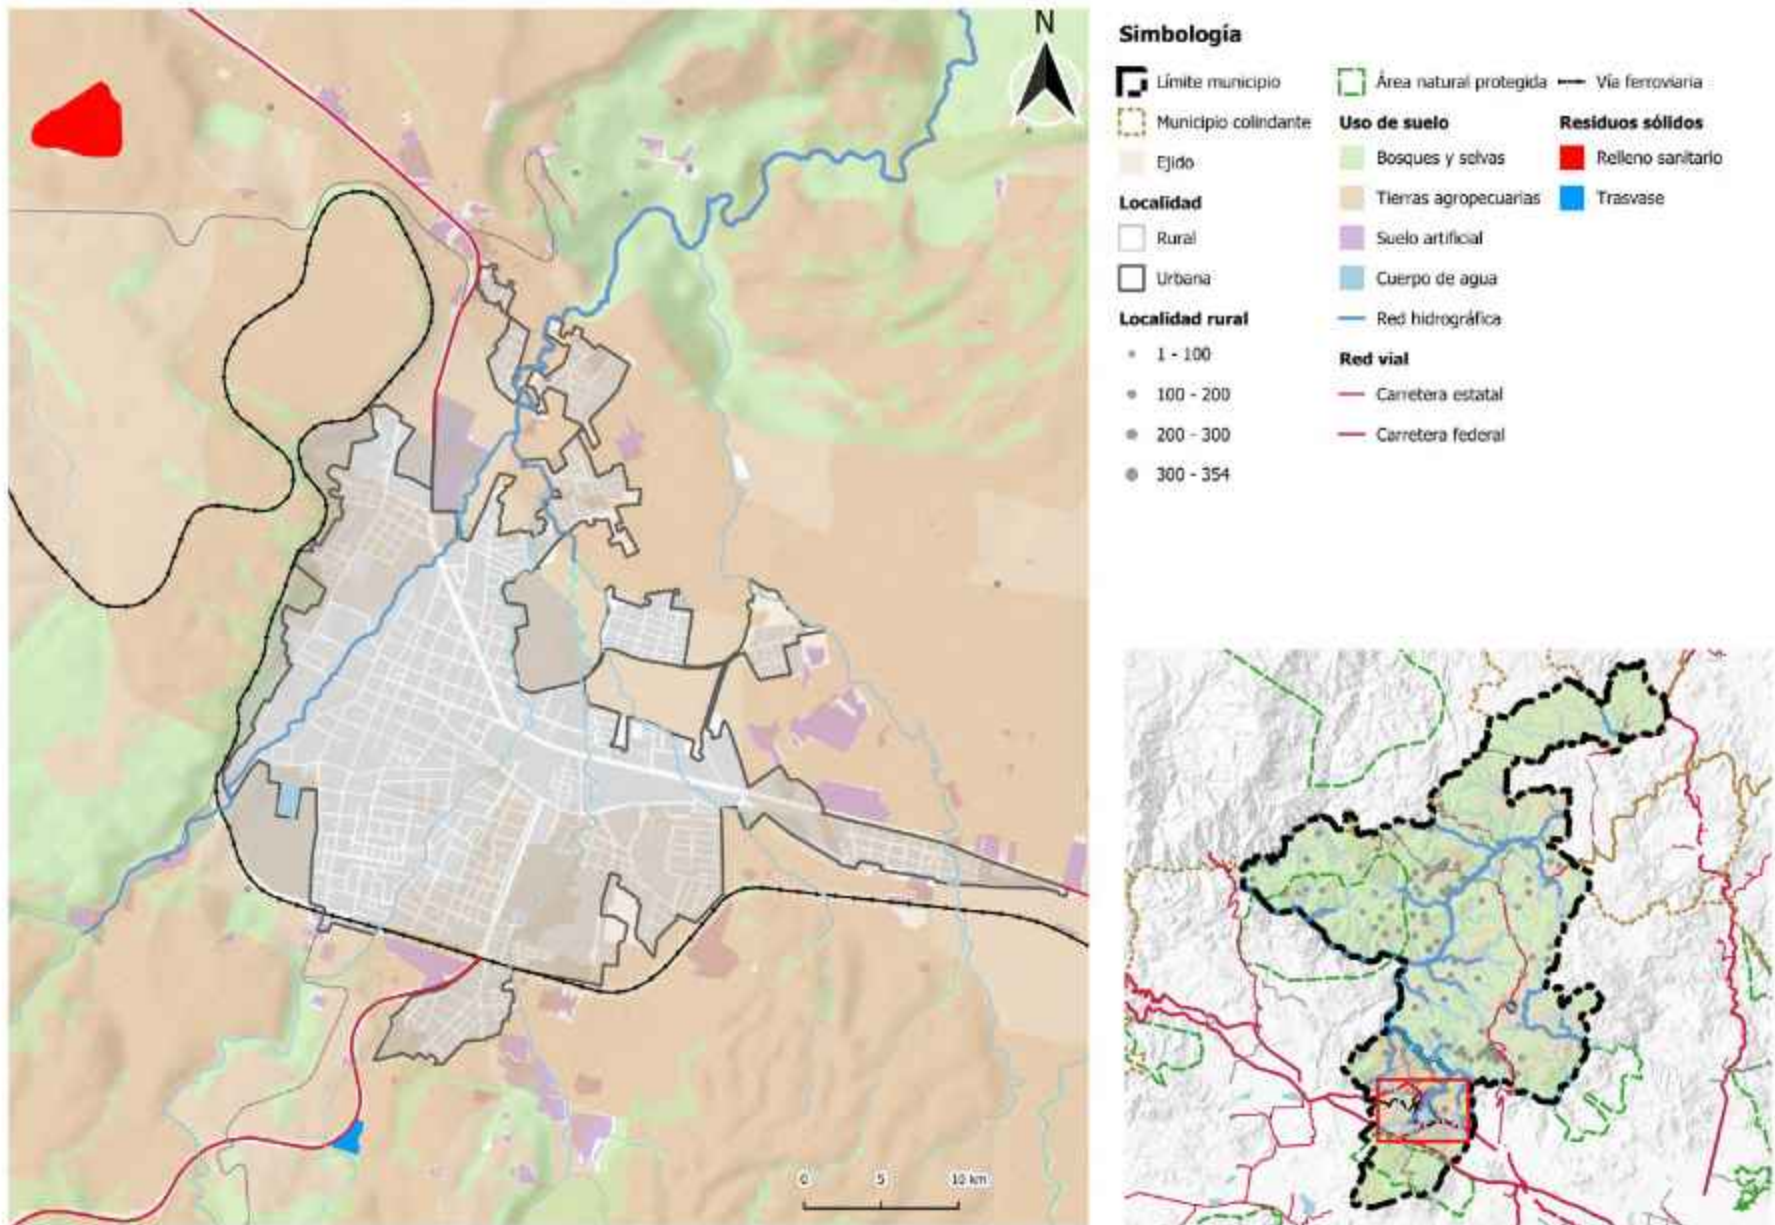 N
Simbología
Límite municipio
Municipio colindante
Ejido
Localidad
Rural
Urbana
Localidad rural
1 - 100
100 - 200
200 - 300
300 - 354
Área natural protegida
Uso de suelo
Bosques y selvas
Tierras agropecuarias
Suelo artificial
Cuerpo de agua
Red hidrográfica
Red vial
Carretera estatal
Carretera federal
Vía ferroviaria
Residuos sólidos
Relleno sanitario
Trasvase
0 5 10 km